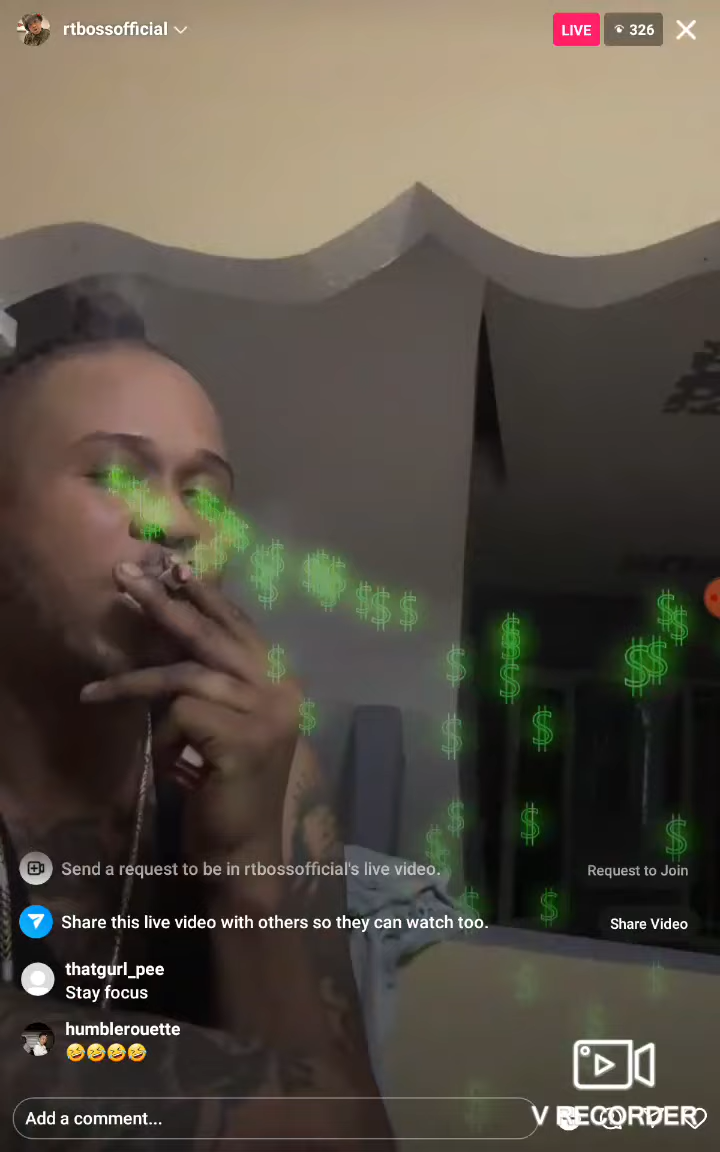 rtbossofficial
LIVE
326
Send a request to be in rtbossofficial's live video.
Request to Join
Share this live video with others so they can watch too.
Share Video
thatgurl_pee
Stay focus
humblerouette
🤣🤣🤣🤣
Add a comment...
V RECORDER